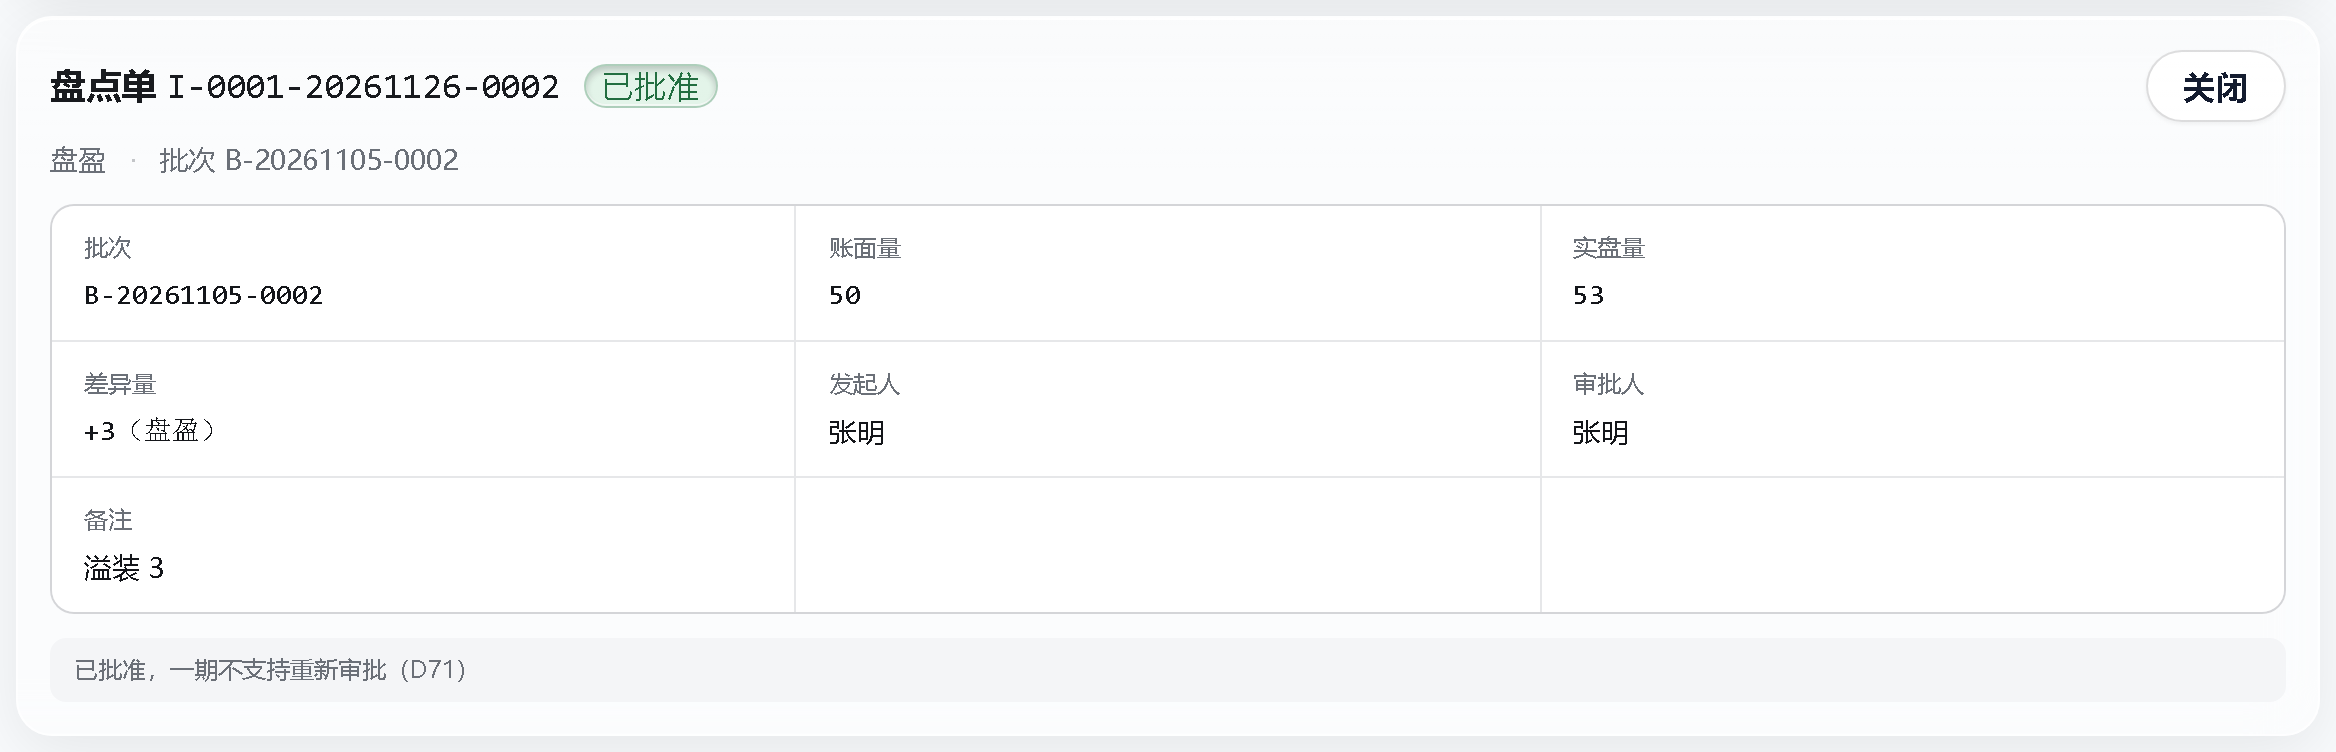 盘点单 I-0001-20261126-0002 已批准 关闭
盘盈 · 批次 B-20261105-0002
批次 账面量 实盘量
B-20261105-0002 50 53
差异量 发起人 审批人
+3（盘盈） 张明 张明
备注
溢装 3
已批准，一期不支持重新审批（D71）